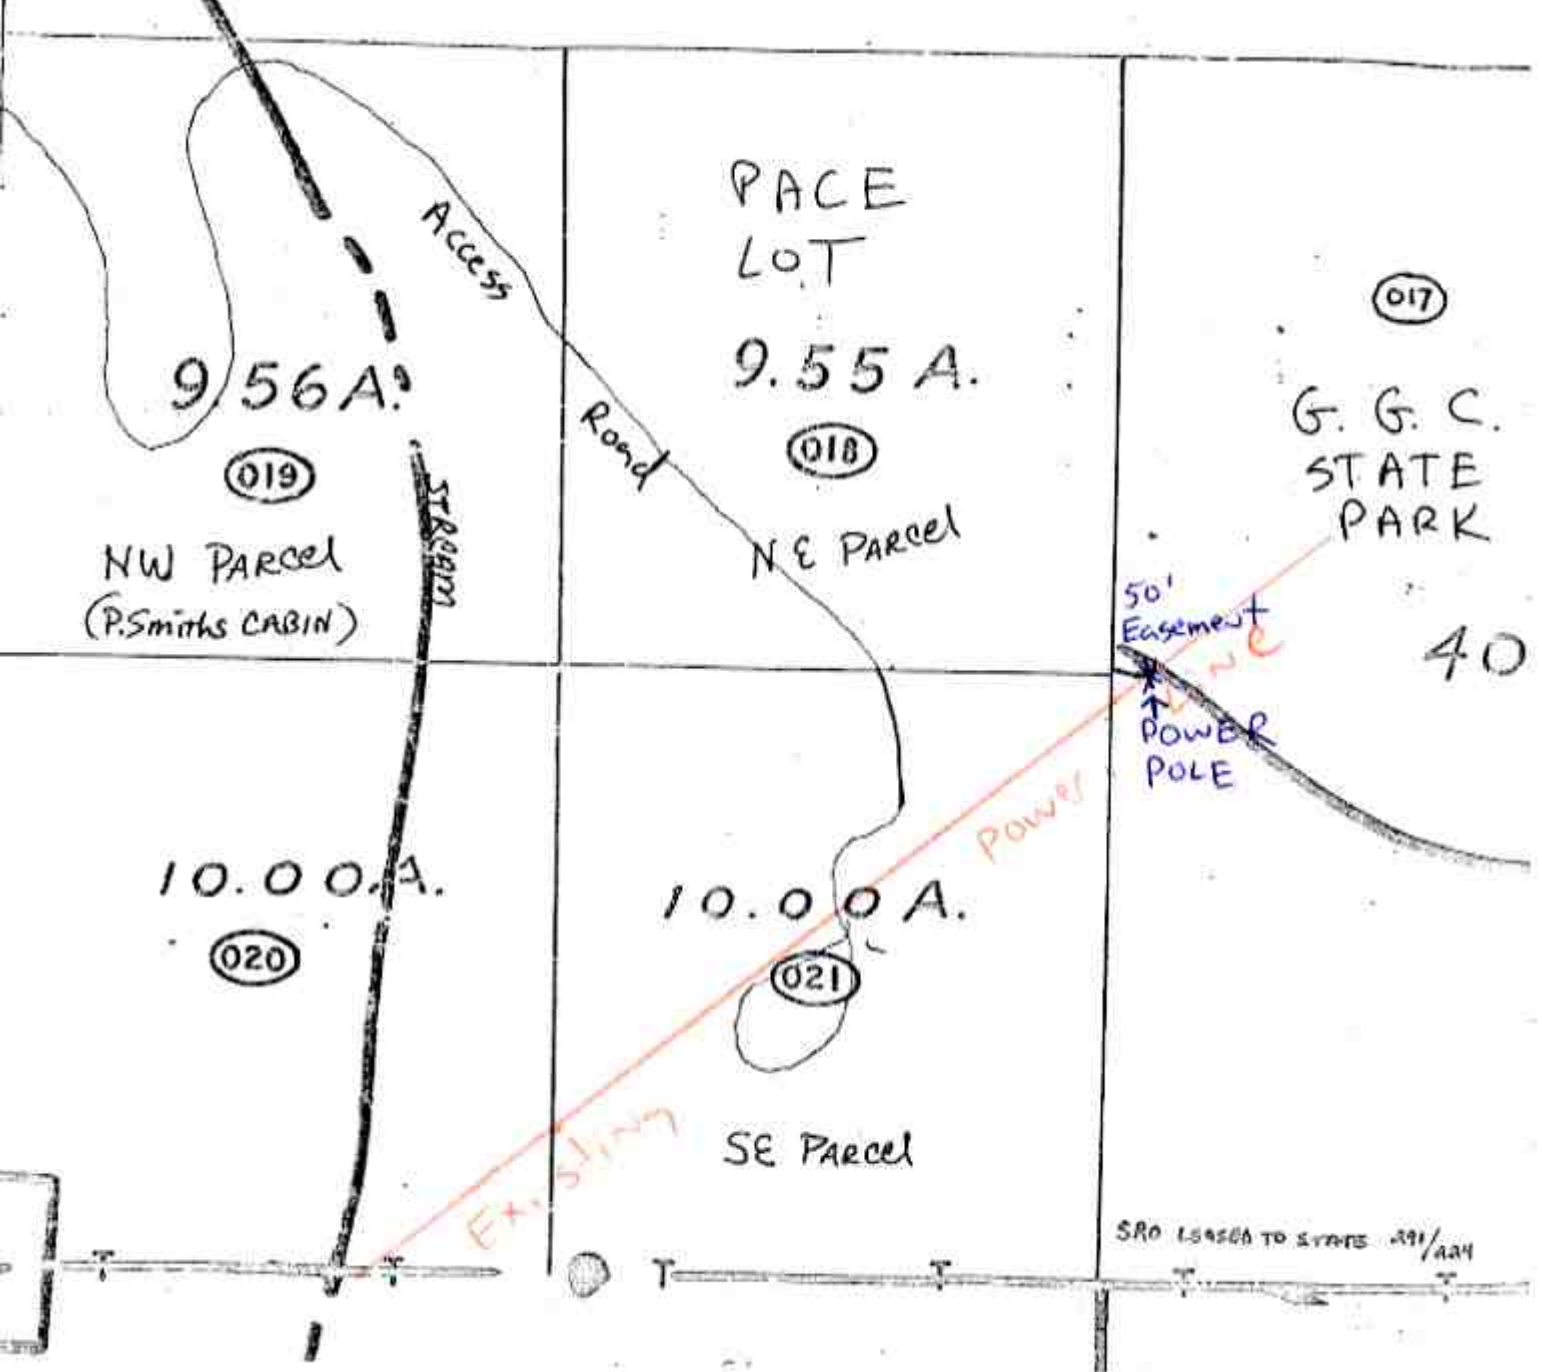 PACE
LOT
9.55 A.
018
NE PARCel
Access
Road
9.56 A.
019
NW PARCel
(P.Smiths CABIN)
STReam
017
G. G. C.
STATE
PARK
40
50'
Easement
POWER
POLE
Existing
Power
LINE
10.00 A.
020
10.00 A.
021
SE PARCel
SRO LEASED TO STATE